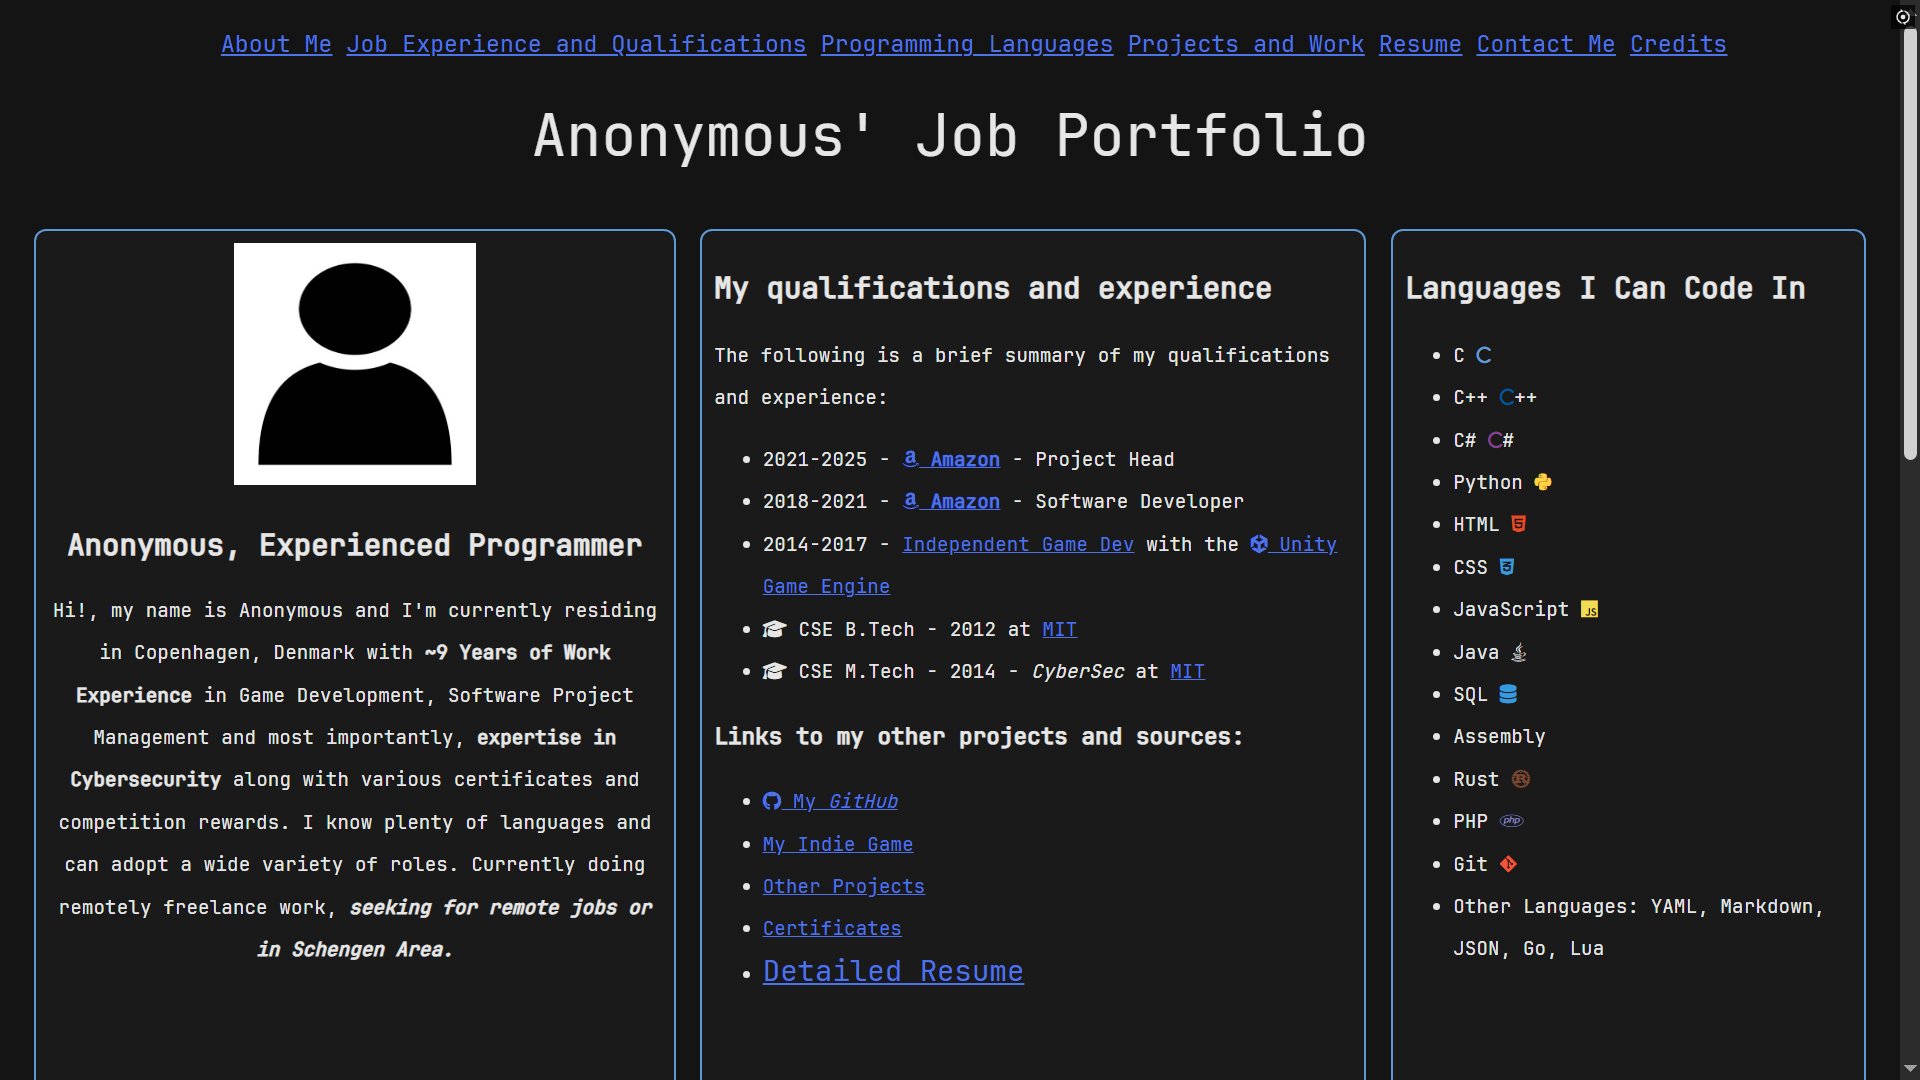 About Me Job Experience and Qualifications Programming Languages Projects and Work Resume Contact Me Credits
Anonymous' Job Portfolio
Anonymous, Experienced Programmer
Hi!, my name is Anonymous and I'm currently residing
in Copenhagen, Denmark with ~9 Years of Work
Experience in Game Development, Software Project
Management and most importantly, expertise in
Cybersecurity along with various certificates and
competition rewards. I know plenty of languages and
can adopt a wide variety of roles. Currently doing
remotely freelance work, seeking for remote jobs or
in Schengen Area.
My qualifications and experience
The following is a brief summary of my qualifications
and experience:
2021-2025 - Amazon - Project Head
2018-2021 - Amazon - Software Developer
2014-2017 - Independent Game Dev with the Unity
Game Engine
CSE B.Tech - 2012 at MIT
CSE M.Tech - 2014 - CyberSec at MIT
Links to my other projects and sources:
My GitHub
My Indie Game
Other Projects
Certificates
Detailed Resume
Languages I Can Code In
C C
C++ C++
C# C#
Python
HTML 5
CSS 3
JavaScript JS
Java
SQL
Assembly
Rust R
PHP php
Git
Other Languages: YAML, Markdown,
JSON, Go, Lua